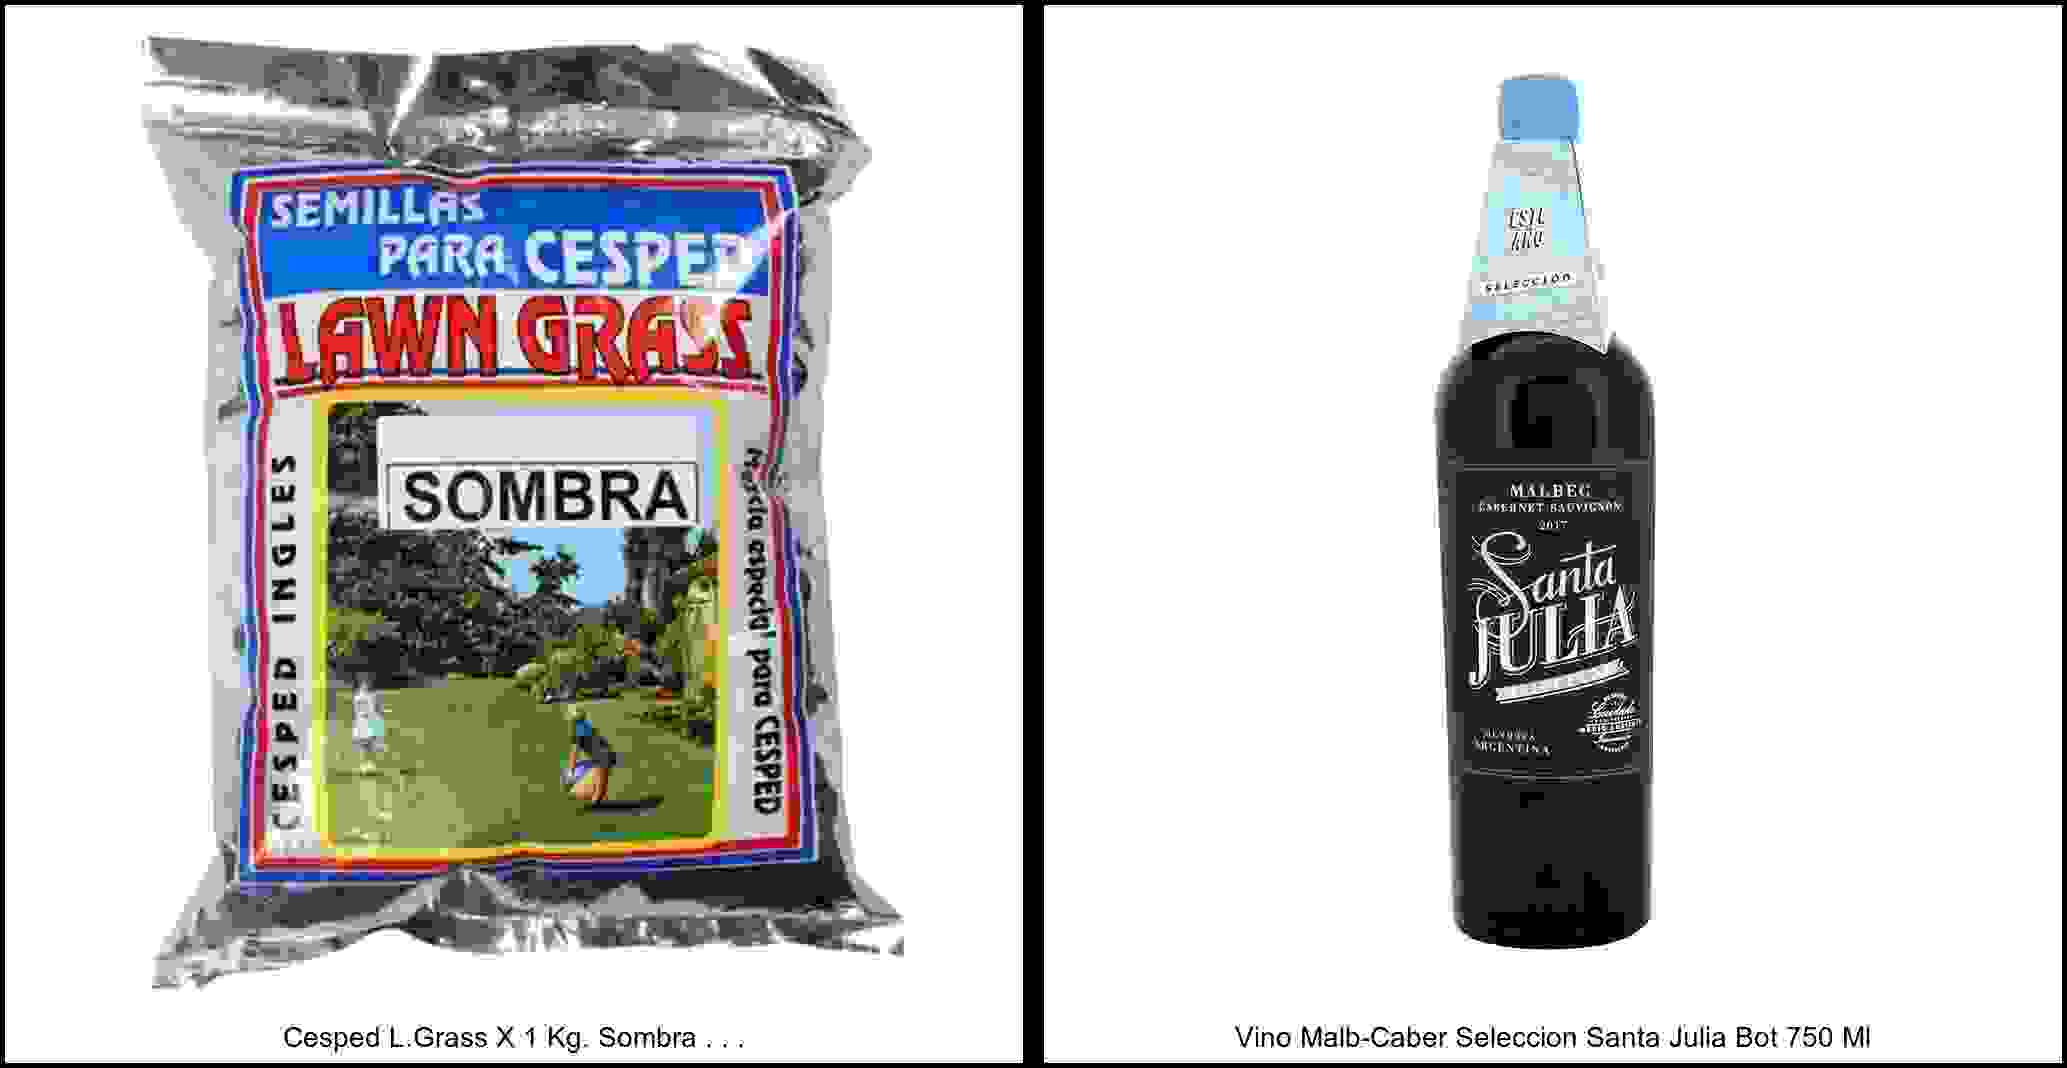 SEMILLAS
PARA CESPED
LAWN GRASS
SOMBRA
CESPED INGLES
Mezcla especial para CESPED
Cesped L.Grass X 1 Kg. Sombra . . .
SELECCIÓN
MALBEC
CABERNET SAUVIGNON
2017
Santa
JULIA
MENDOZA
ARGENTINA
Vino Malb-Caber Seleccion Santa Julia Bot 750 Ml